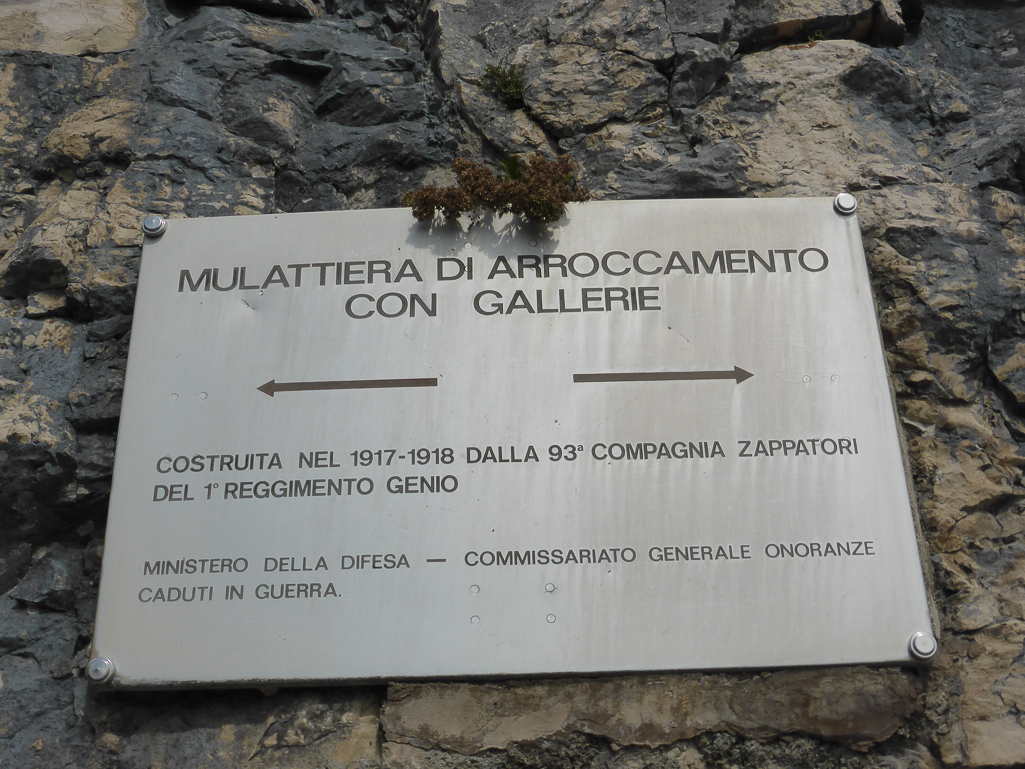 MULATTIERA DI ARROCCAMENTO
CON GALLERIE
COSTRUITA NEL 1917-1918 DALLA 93ª COMPAGNIA ZAPPATORI
DEL 1° REGGIMENTO GENIO
MINISTERO DELLA DIFESA — COMMISSARIATO GENERALE ONORANZE
CADUTI IN GUERRA.